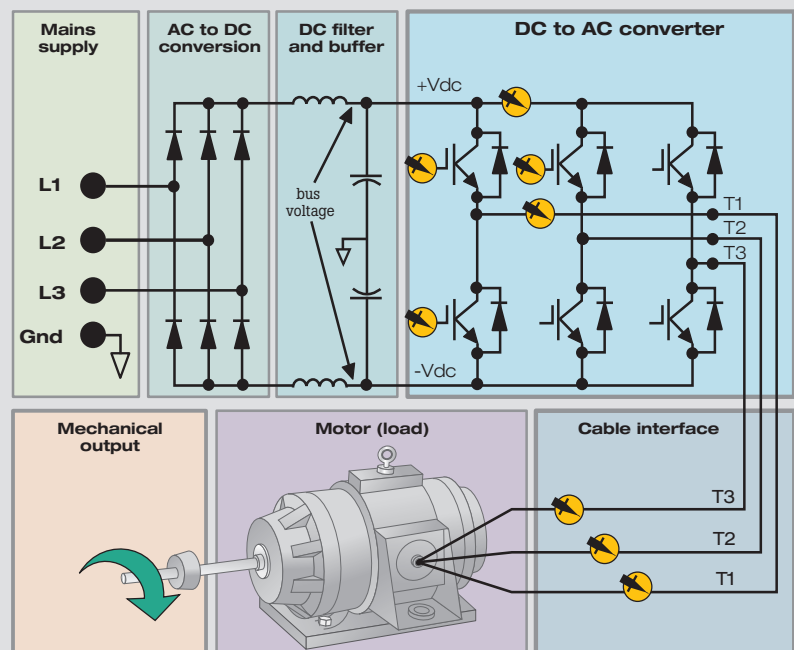 Mains
supply
AC to DC
conversion
DC filter
and buffer
DC to AC converter
+Vdc
L1
L2
L3
Gnd
bus
voltage
T1
T2
T3
-Vdc
Mechanical
output
Motor (load)
Cable interface
T3
T2
T1